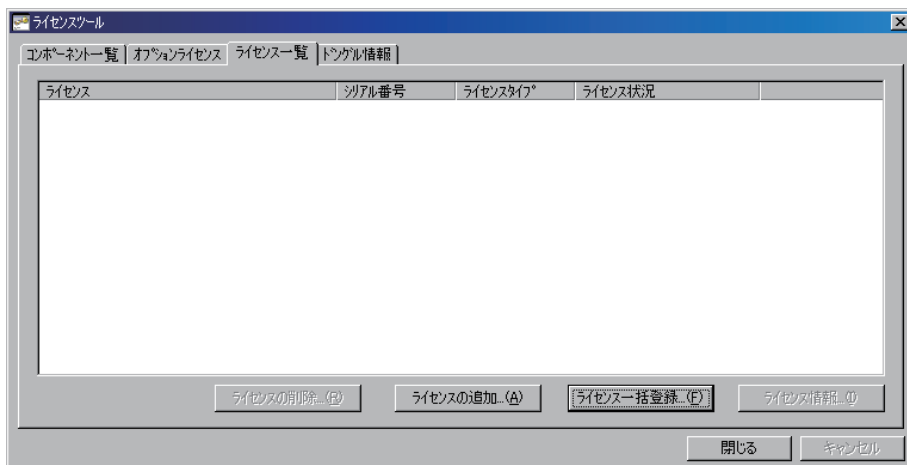 ライセンスツール
コンポーネント一覧 オプションライセンス ライセンス一覧 ドングル情報
ライセンス シリアル番号 ライセンスタイプ ライセンス状況
ライセンスの削除...(R) ライセンスの追加...(A) ライセンス一括登録...(F) ライセンス情報...(I)
閉じる キャンセル